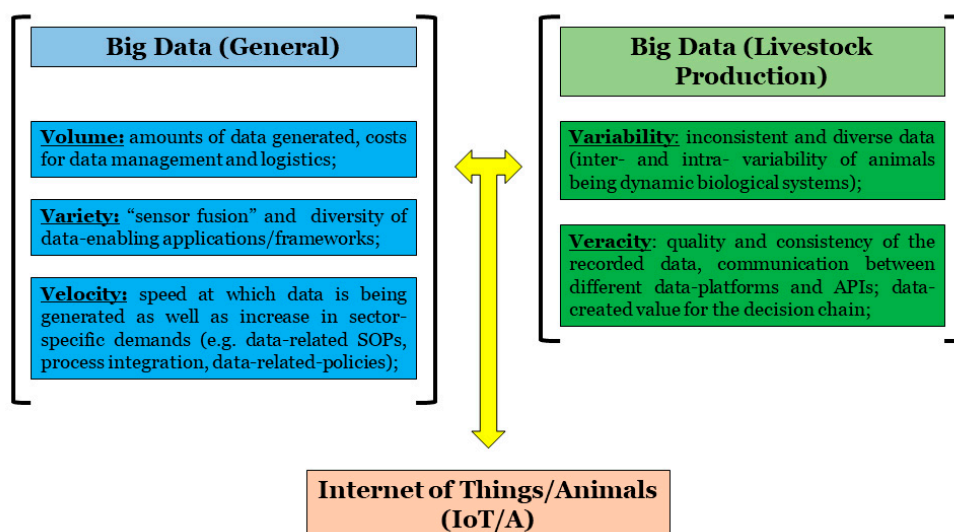 Big Data (General)
Volume: amounts of data generated, costs
for data management and logistics;
Variety: “sensor fusion” and diversity of
data-enabling applications/frameworks;
Velocity: speed at which data is being
generated as well as increase in sector-
specific demands (e.g. data-related SOPs,
process integration, data-related-policies);
Big Data (Livestock
Production)
Variability: inconsistent and diverse data
(inter- and intra- variability of animals
being dynamic biological systems);
Veracity: quality and consistency of the
recorded data, communication between
different data-platforms and APIs; data-
created value for the decision chain;
Internet of Things/Animals
(IoT/A)